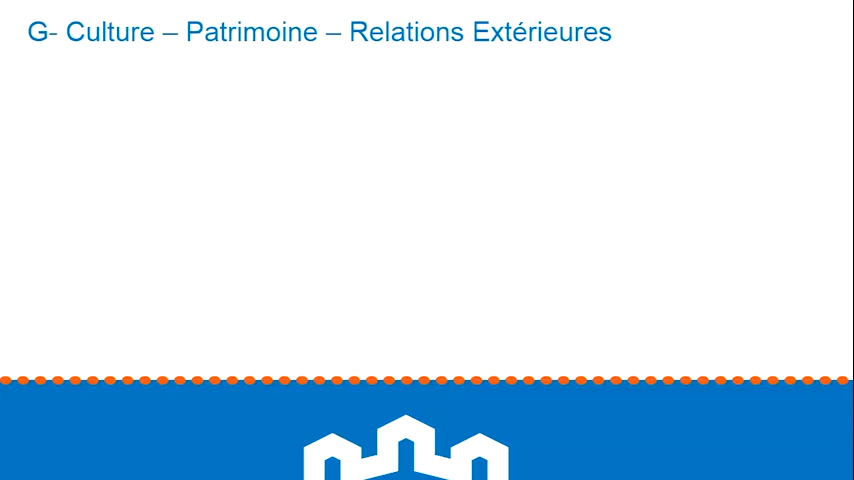 G- Culture – Patrimoine – Relations Extérieures